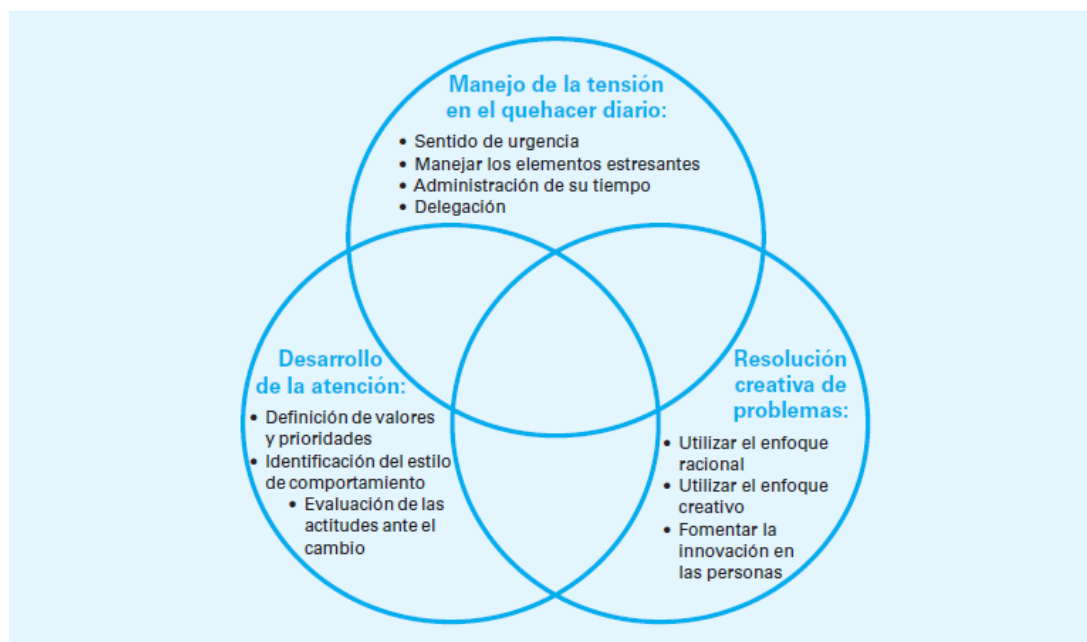 Manejo de la tensión
en el quehacer diario:
• Sentido de urgencia
• Manejar los elementos estresantes
• Administración de su tiempo
• Delegación
Desarrollo
de la atención:
• Definición de valores
y prioridades
• Identificación del estilo
de comportamiento
• Evaluación de las
actitudes ante el
cambio
Resolución
creativa de
problemas:
• Utilizar el enfoque
racional
• Utilizar el enfoque
creativo
• Fomentar la
innovación en
las personas